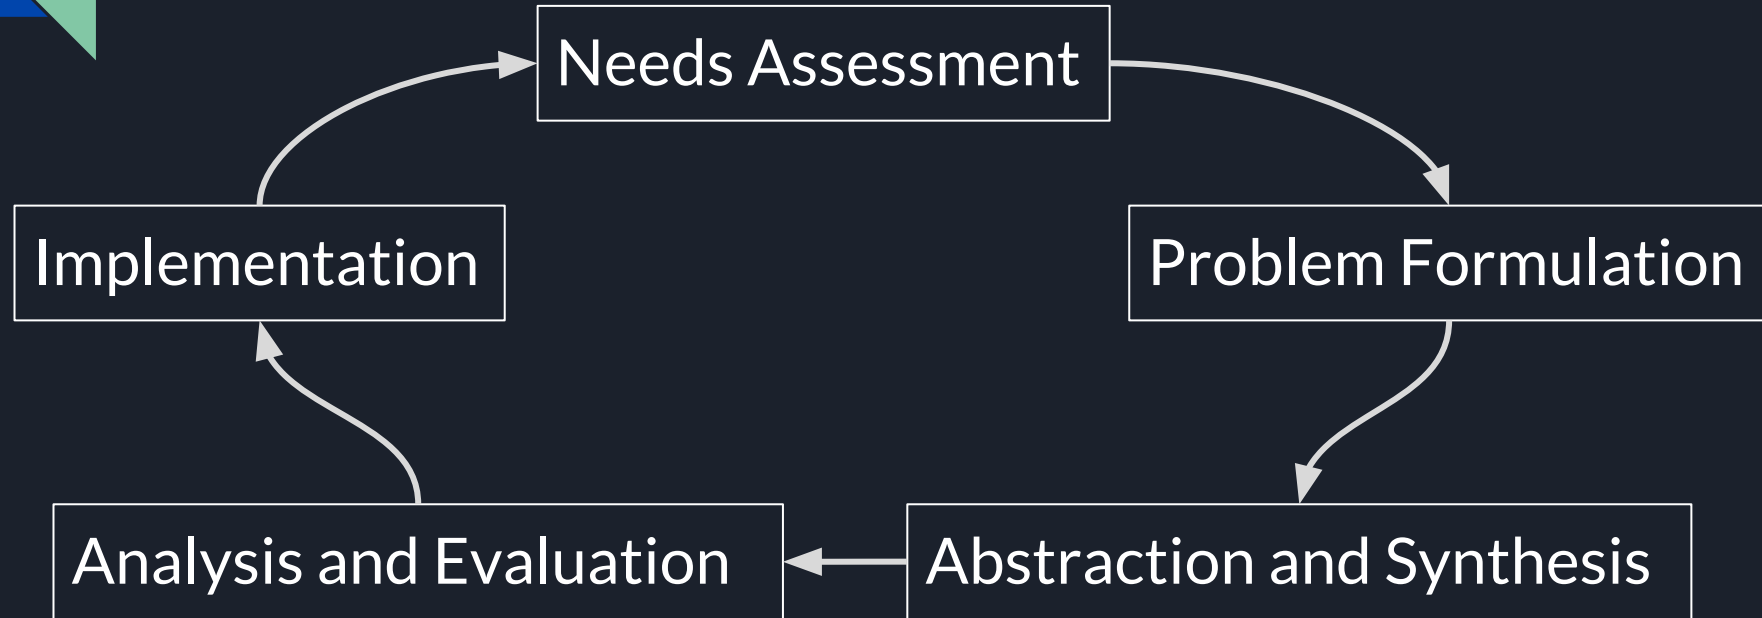 Needs Assessment
Implementation
Problem Formulation
Analysis and Evaluation
Abstraction and Synthesis